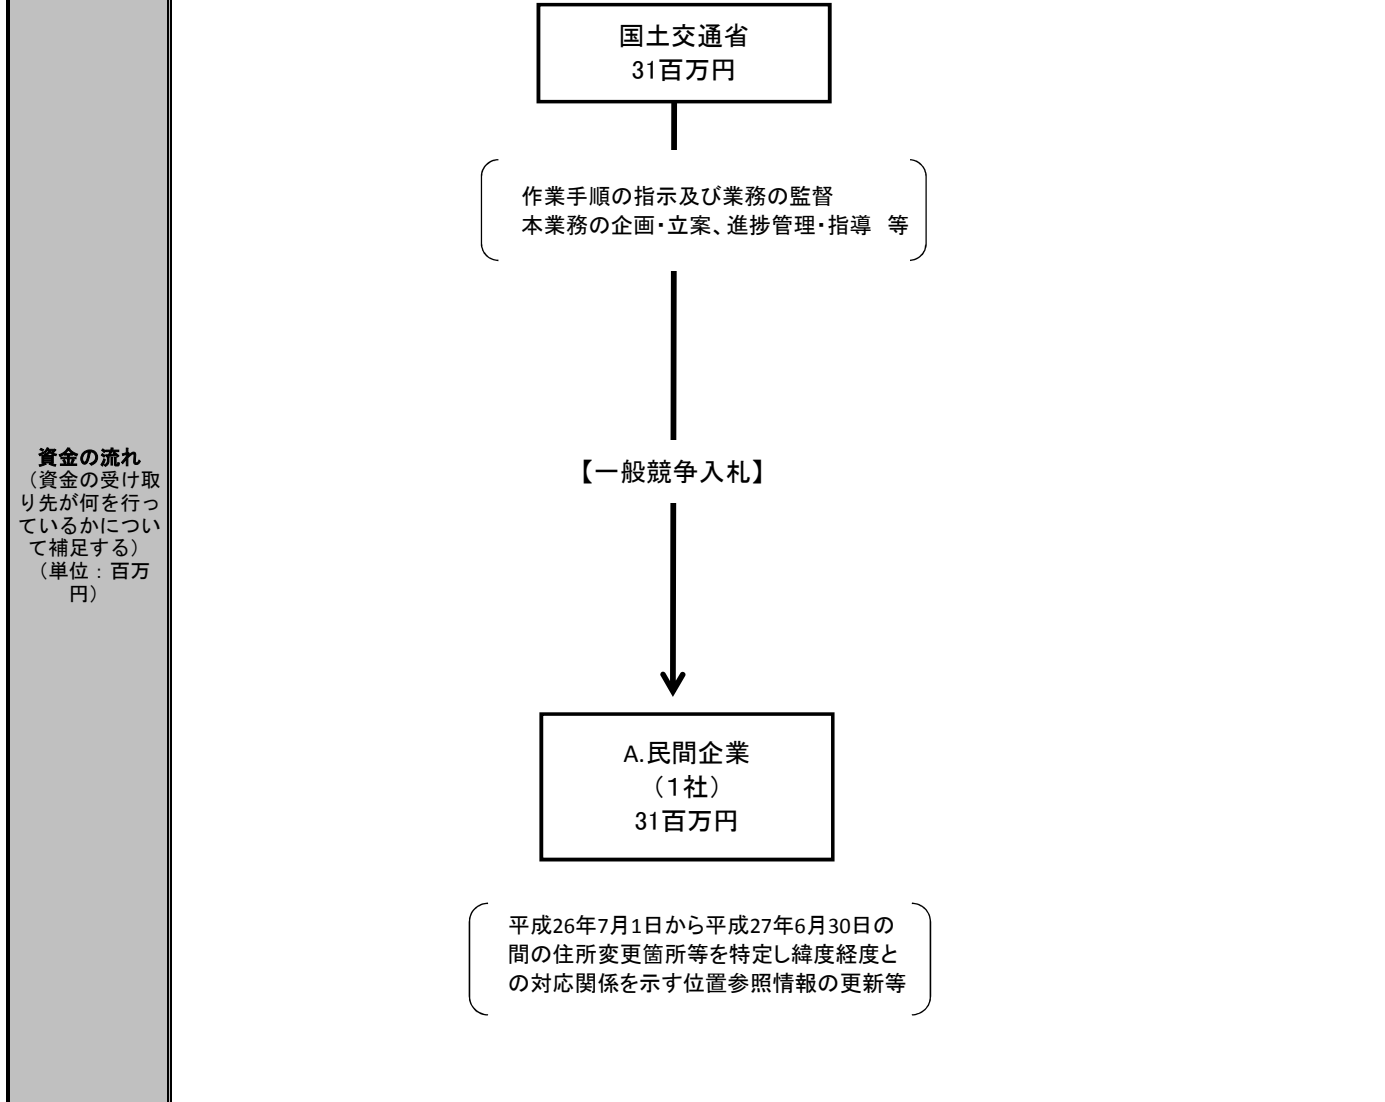 国土交通省
31百万円
作業手順の指示及び業務の監督
本業務の企画・立案、進捗管理・指導　等
【一般競争入札】
資金の流れ
（資金の受け取
り先が何を行っ
ているかについ
て補足する）
（単位：百万
円）
A.民間企業
（1社）
31百万円
平成26年7月1日から平成27年6月30日の
間の住所変更箇所等を特定し緯度経度と
の対応関係を示す位置参照情報の更新等